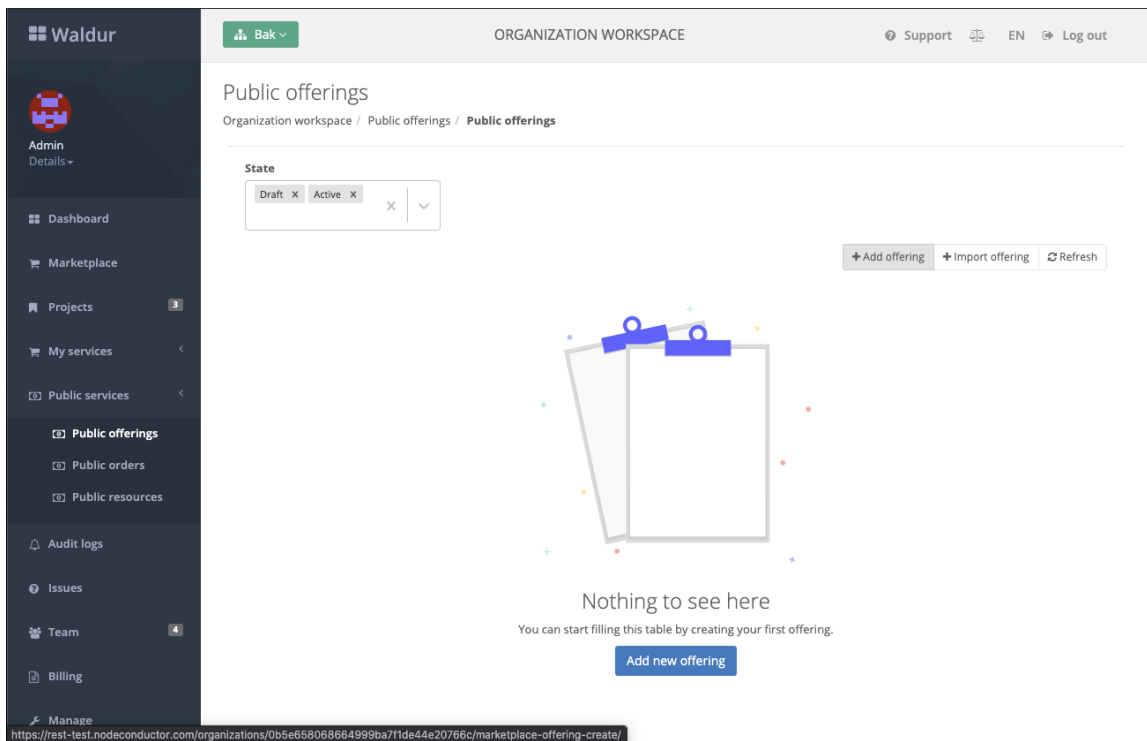 Waldur
Bak
ORGANIZATION WORKSPACE
Support
EN
Log out
Admin
Details
Dashboard
Marketplace
Projects 3
My services
Public services
Public offerings
Public orders
Public resources
Audit logs
Issues
Team 4
Billing
Manage
Public offerings
Organization workspace / Public offerings / Public offerings
State
Draft x Active x
+ Add offering + Import offering Refresh
Nothing to see here
You can start filling this table by creating your first offering.
Add new offering
https://rest-test.nodeconductor.com/organizations/0b5e658068664999ba7f1de44e20766c/marketplace-offering-create/